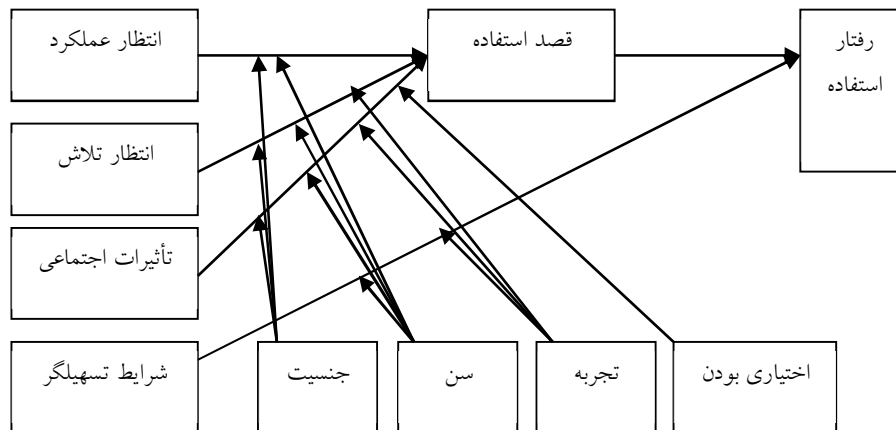 انتظار عملکرد
قصد استفاده
رفتار
استفاده
انتظار تلاش
تأثیرات اجتماعی
شرایط تسهیلگر
جنسیت
سن
تجربه
اختیاری بودن